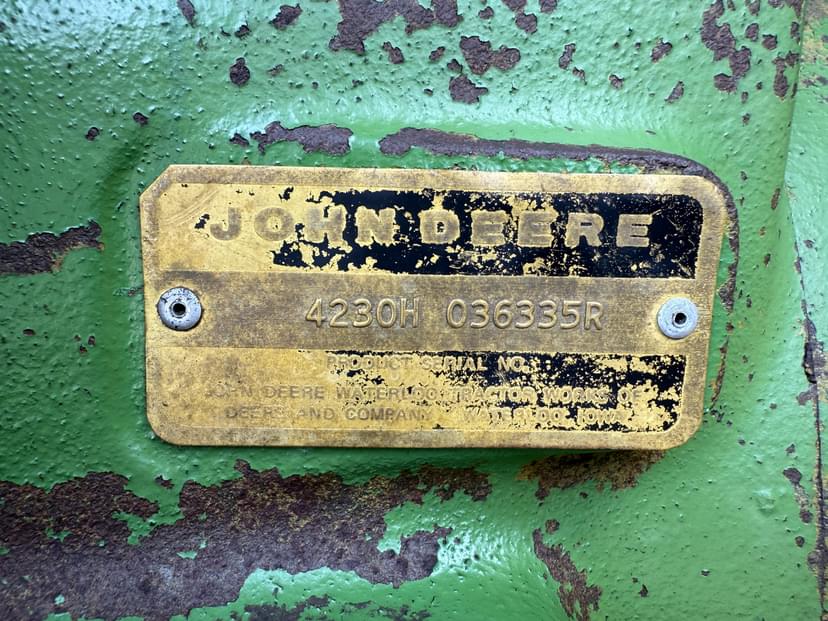 JOHN DEERE
4230H 036335R
PRODUCT SERIAL NO.
JOHN DEERE WATERLOO TRACTOR WORKS OF
DEERE AND COMPANY WATERLOO, IOWA